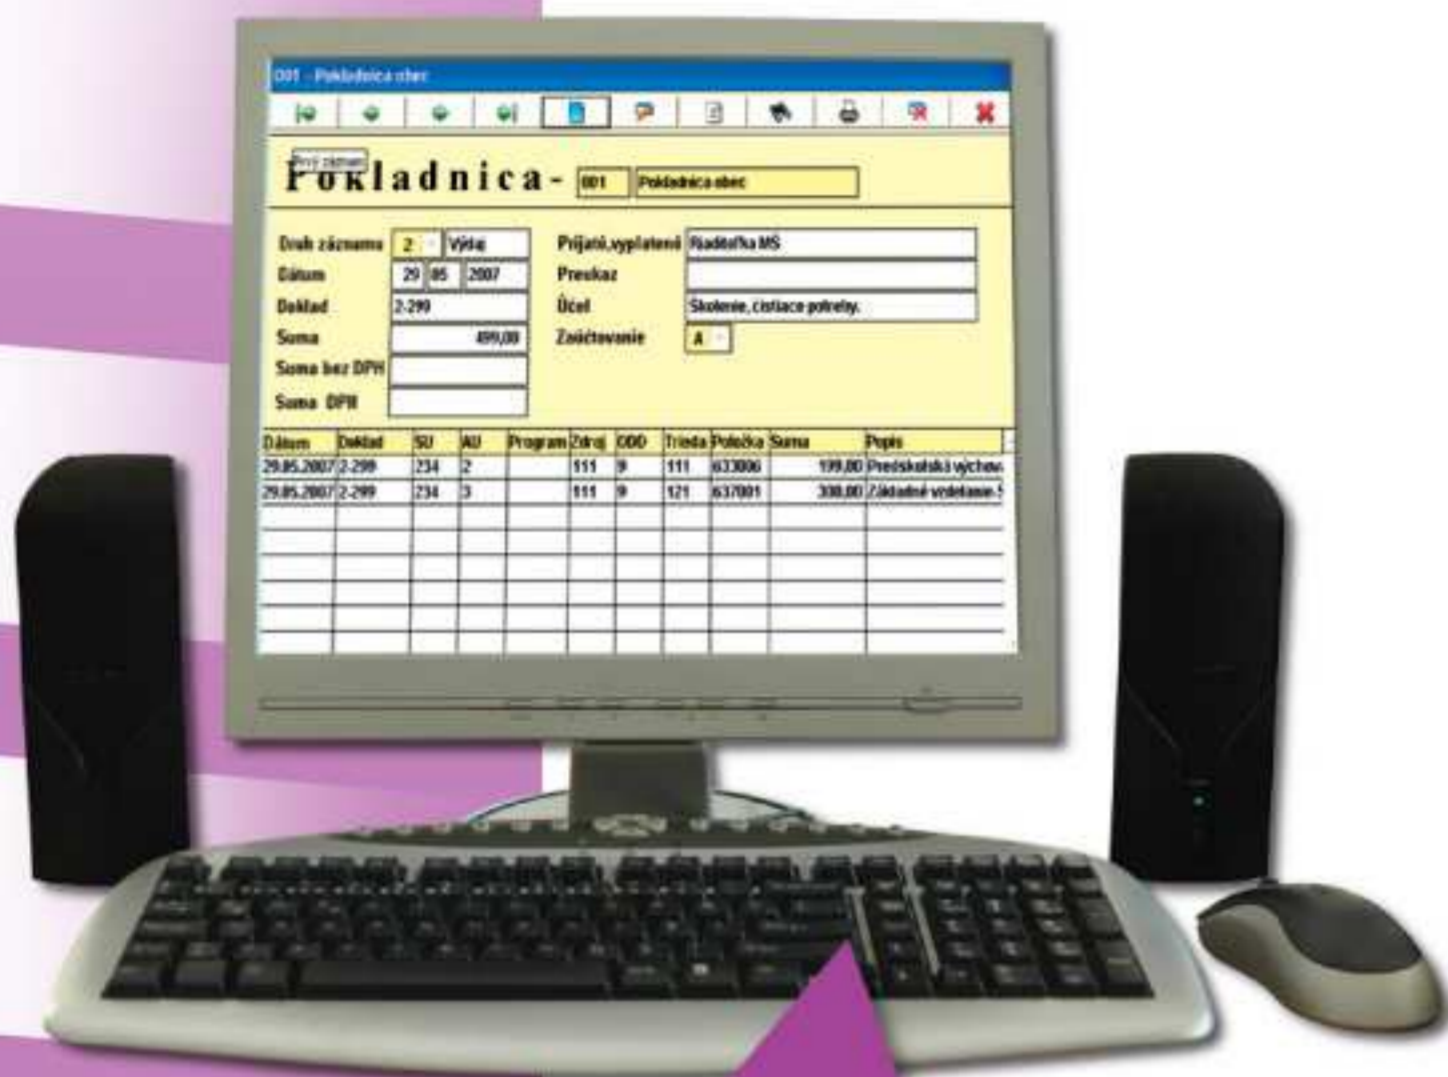 001 - Pokladnica obec
Prvý záznam
Pokladnica- 001 Pokladnica obec
Druh záznamu 2 Výdaj Prijaté,vyplatené Riaditeľka MŠ
Dátum 29 05 2007 Preukaz
Doklad 2-299 Účel Školenie, čistiace potreby.
Suma 499,00 Zaúčtovanie A
Suma bez DPH
Suma DPH
Dátum Doklad SU AU Program Zdroj ODD Trieda Položka Suma Popis
29.05.2007 2-299 234 2 111 9 111 633006 199,00 Predškolská výchova
29.05.2007 2-299 234 3 111 9 121 637001 300,00 Základné vzdelanie-